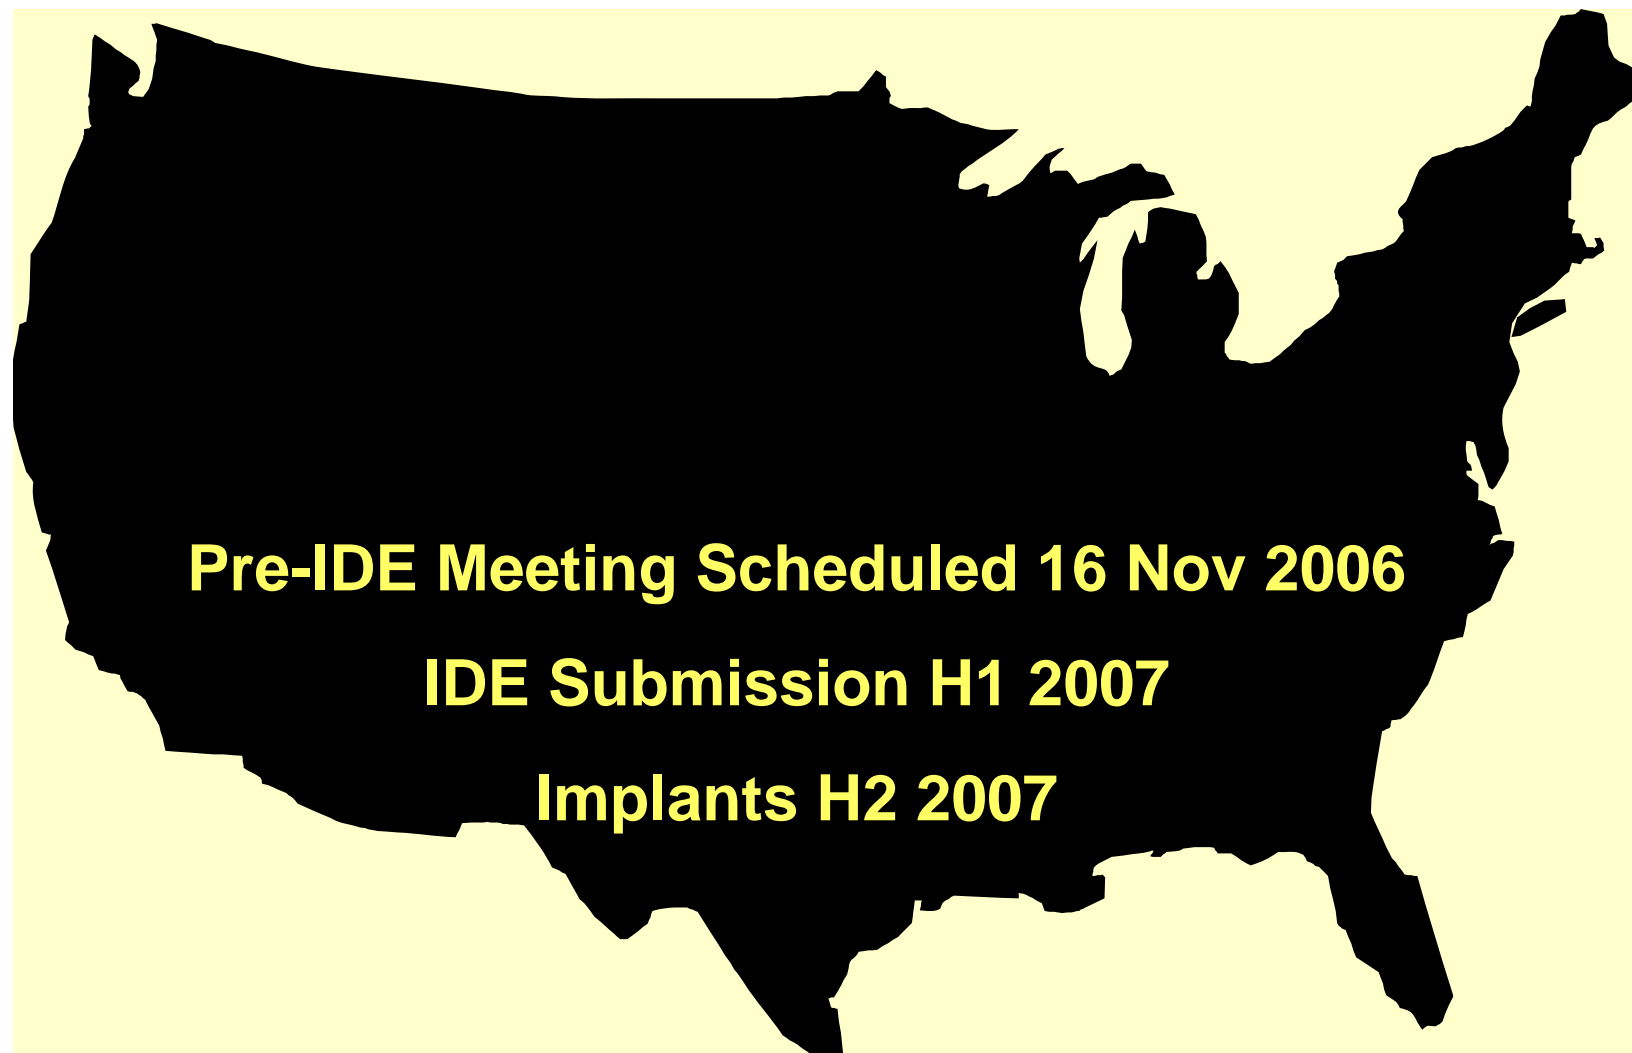 Pre-IDE Meeting Scheduled 16 Nov 2006
IDE Submission H1 2007
Implants H2 2007